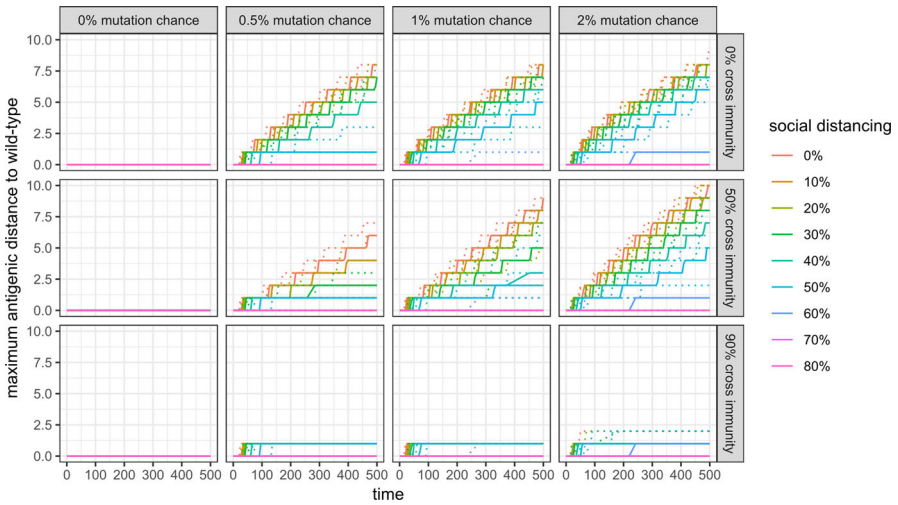 0% mutation chance
0.5% mutation chance
1% mutation chance
2% mutation chance
maximum antigenic distance to wild-type
10.0
7.5
5.0
2.5
0.0
0% cross immunity
10.0
7.5
5.0
2.5
0.0
50% cross immunity
10.0
7.5
5.0
2.5
0.0
90% cross immunity
0 100 200 300 400 500
0 100 200 300 400 500
0 100 200 300 400 500
0 100 200 300 400 500
time
social distancing
0%
10%
20%
30%
40%
50%
60%
70%
80%